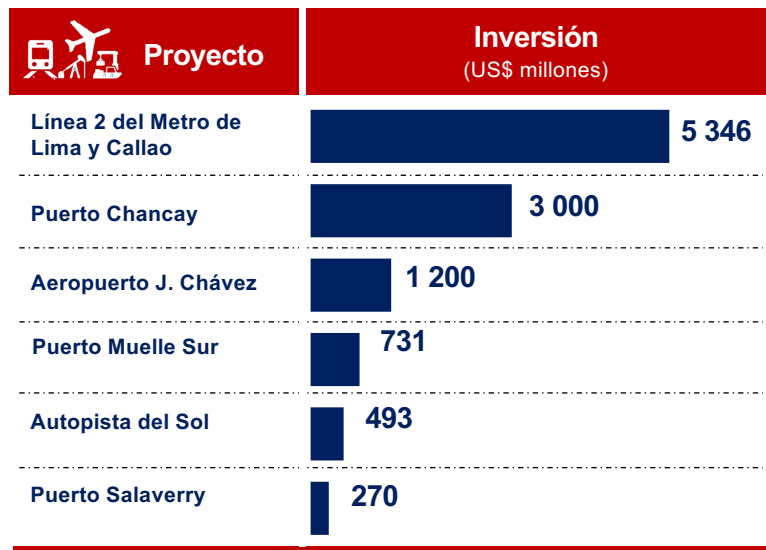 Proyecto
Inversión
(US$ millones)
Línea 2 del Metro de
Lima y Callao
5 346
Puerto Chancay
3 000
Aeropuerto J. Chávez
1 200
Puerto Muelle Sur
731
Autopista del Sol
493
Puerto Salaverry
270